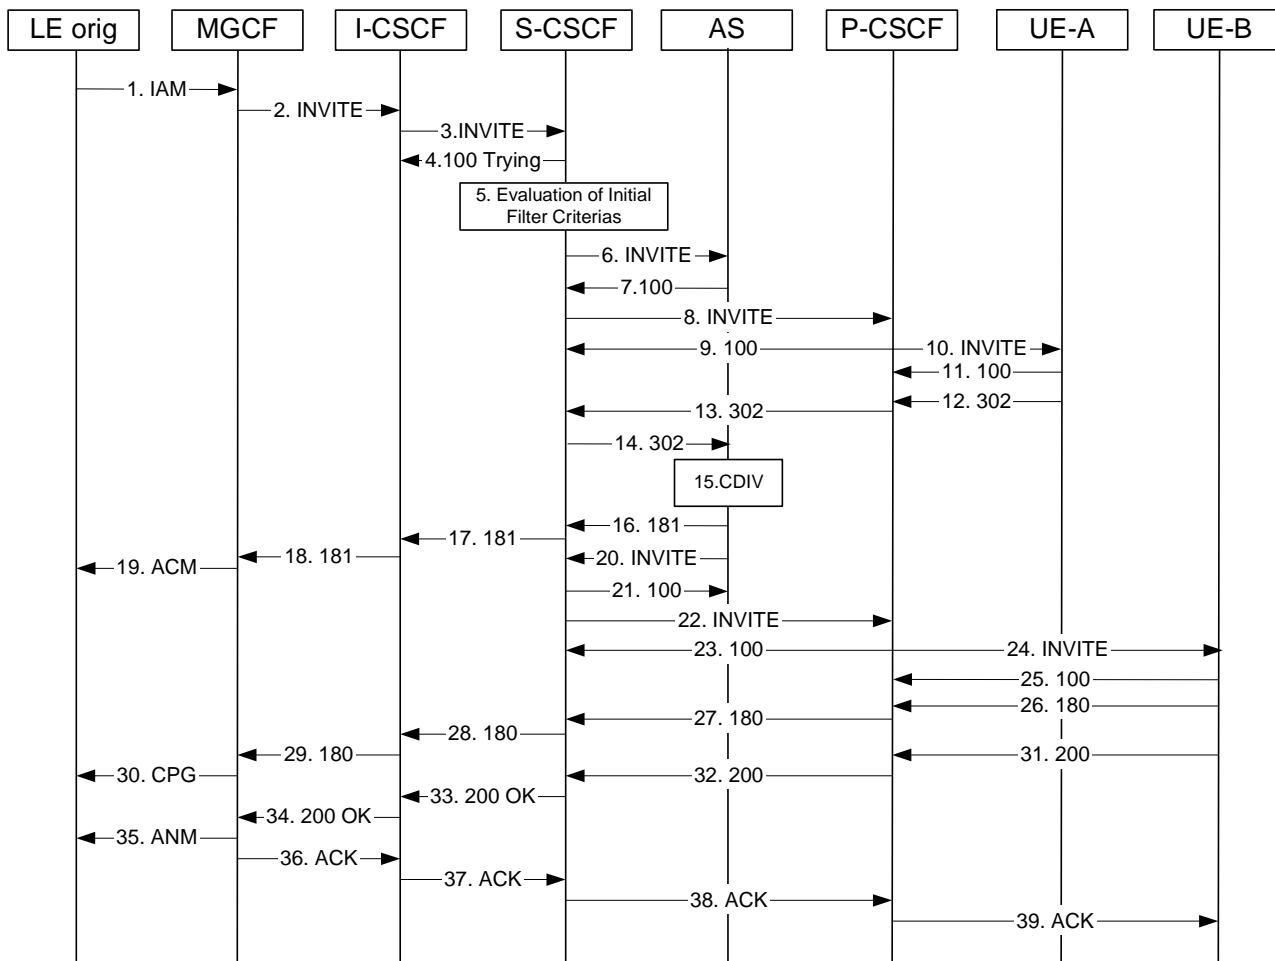 LE orig
MGCF
I-CSCF
S-CSCF
AS
P-CSCF
UE-A
UE-B
1. IAM
2. INVITE
3.INVITE
4.100 Trying
5. Evaluation of Initial
Filter Criterias
6. INVITE
7.100
8. INVITE
9. 100
10. INVITE
11. 100
12. 302
13. 302
14. 302
15.CDIV
16. 181
17. 181
18. 181
19. ACM
20. INVITE
21. 100
22. INVITE
23. 100
24. INVITE
25. 100
26. 180
27. 180
28. 180
29. 180
30. CPG
31. 200
32. 200
33. 200 OK
34. 200 OK
35. ANM
36. ACK
37. ACK
38. ACK
39. ACK